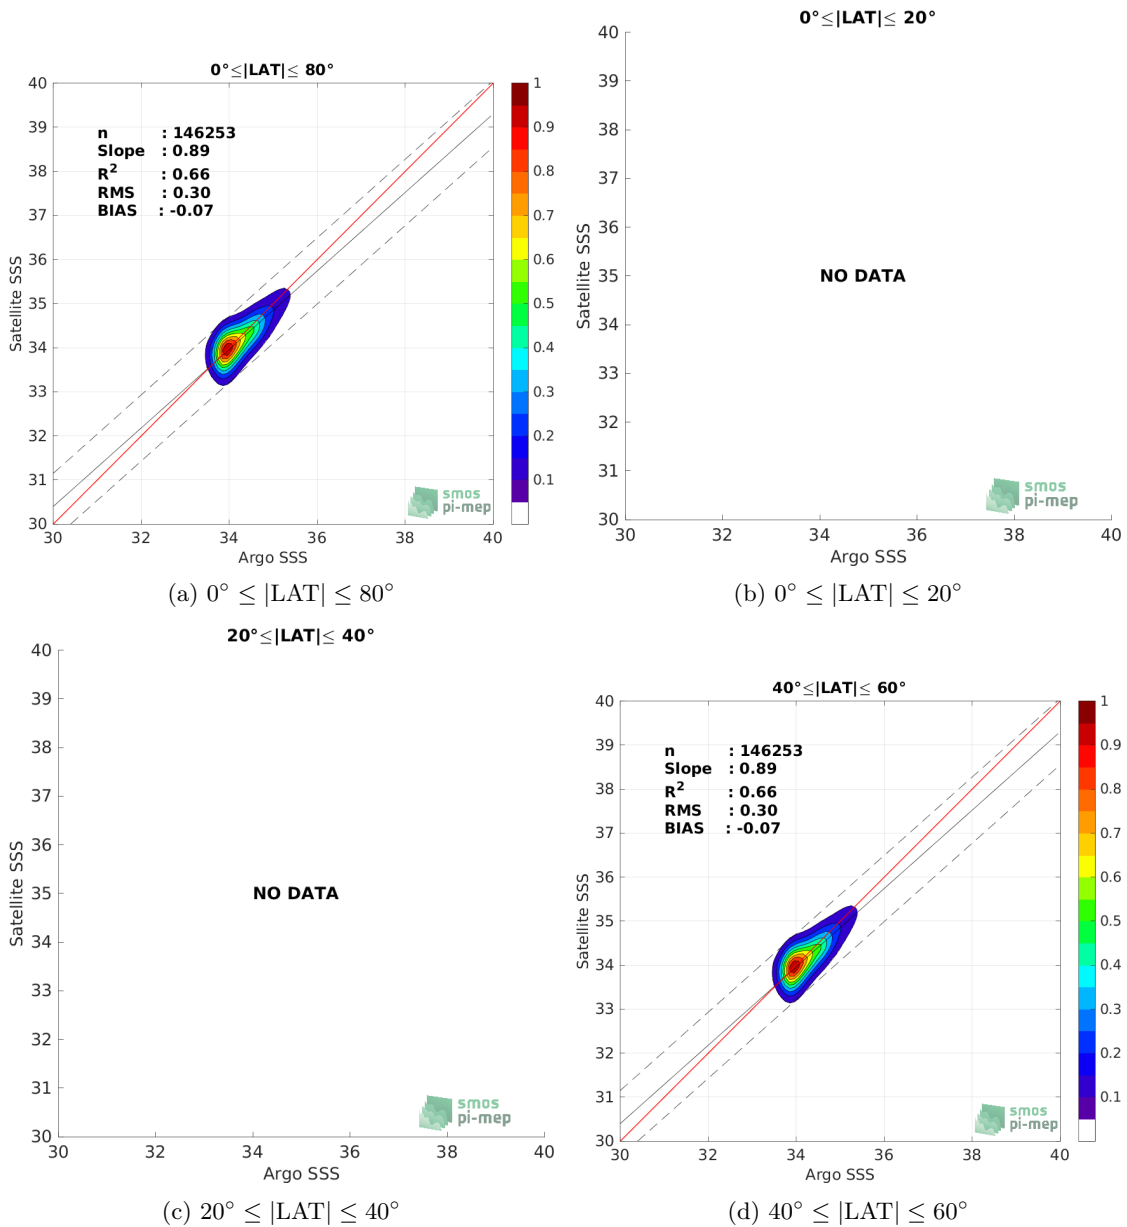 0°≤|LAT|≤ 80°
40
39
38
37
36
35
34
33
32
31
30
Satellite SSS
n : 146253
Slope : 0.89
R² : 0.66
RMS : 0.30
BIAS : -0.07
smos
pi-mep
30 32 34 36 38 40
Argo SSS
1
0.9
0.8
0.7
0.6
0.5
0.4
0.3
0.2
0.1
(a) 0° ≤ |LAT| ≤ 80°
0°≤|LAT|≤ 20°
40
39
38
37
36
35
34
33
32
31
30
Satellite SSS
NO DATA
smos
pi-mep
30 32 34 36 38 40
Argo SSS
(b) 0° ≤ |LAT| ≤ 20°
20°≤|LAT|≤ 40°
40
39
38
37
36
35
34
33
32
31
30
Satellite SSS
NO DATA
smos
pi-mep
30 32 34 36 38 40
Argo SSS
(c) 20° ≤ |LAT| ≤ 40°
40°≤|LAT|≤ 60°
40
39
38
37
36
35
34
33
32
31
30
Satellite SSS
n : 146253
Slope : 0.89
R² : 0.66
RMS : 0.30
BIAS : -0.07
smos
pi-mep
30 32 34 36 38 40
Argo SSS
1
0.9
0.8
0.7
0.6
0.5
0.4
0.3
0.2
0.1
(d) 40° ≤ |LAT| ≤ 60°